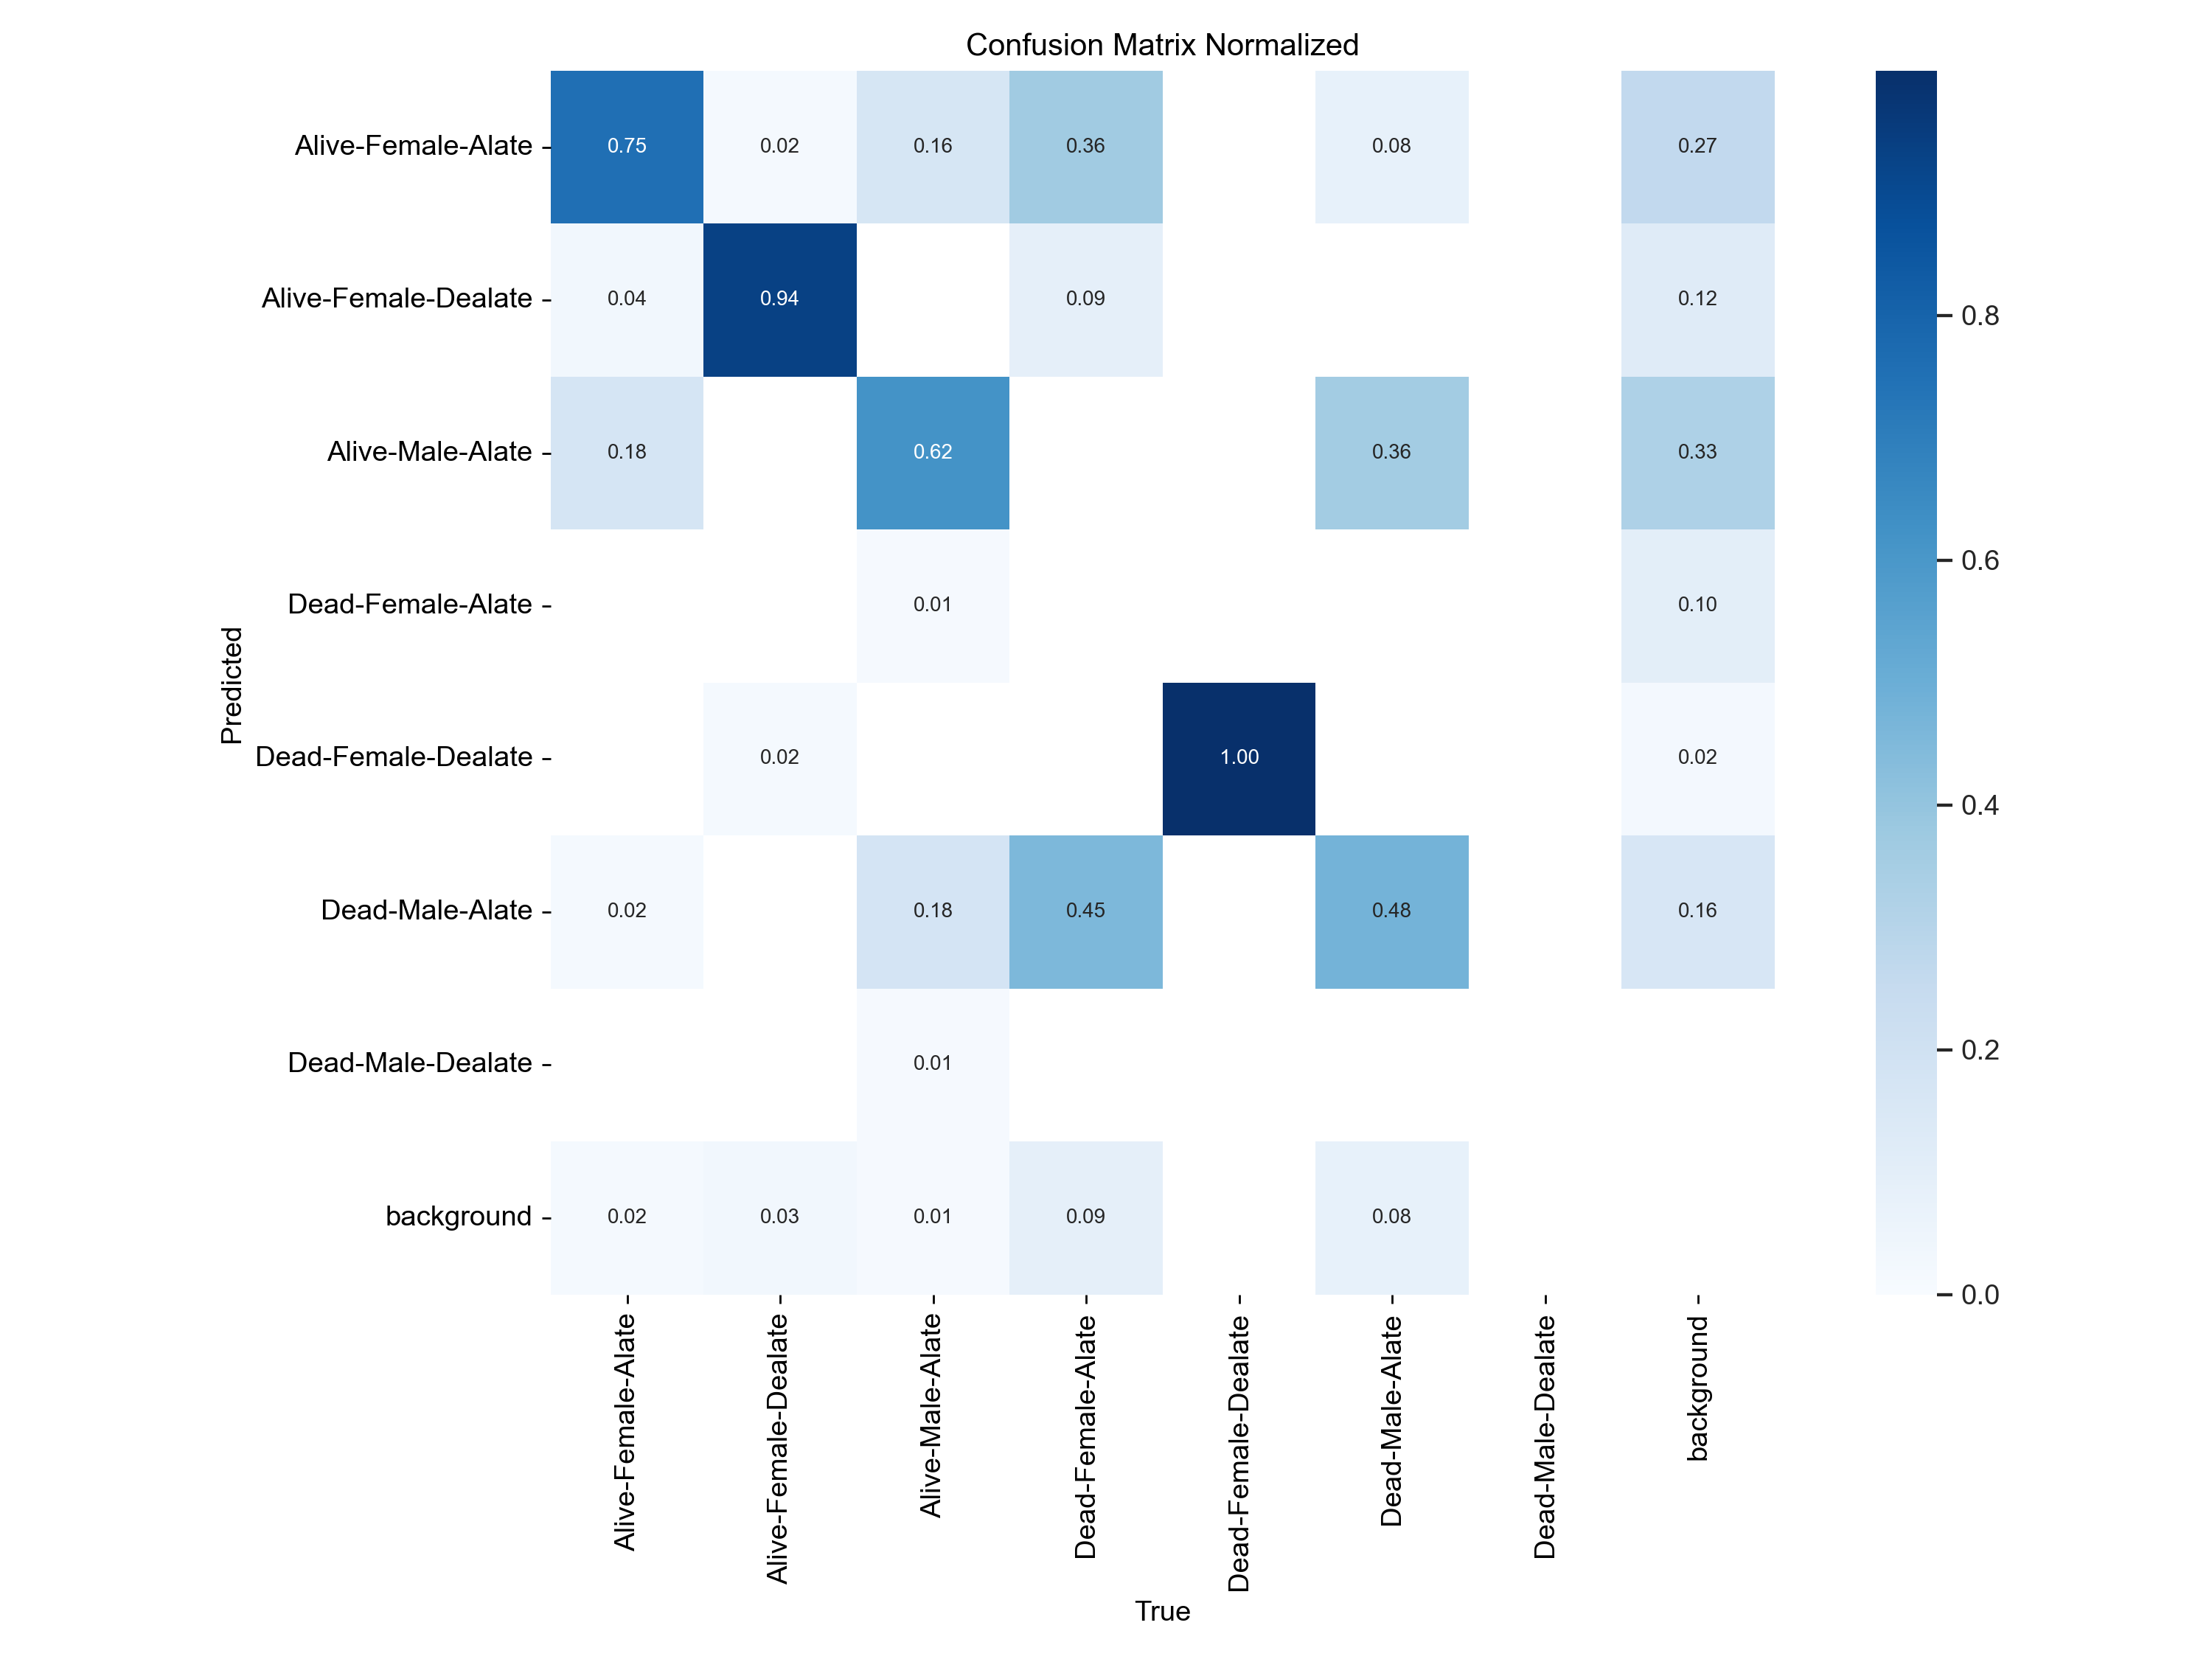 Confusion Matrix Normalized
Alive-Female-Alate 0.75 0.02 0.16 0.36 0.08 0.27
Alive-Female-Dealate 0.04 0.94 0.09 0.12
Alive-Male-Alate 0.18 0.62 0.36 0.33
Dead-Female-Alate 0.01 0.10
Dead-Female-Dealate 0.02 1.00 0.02
Dead-Male-Alate 0.02 0.18 0.45 0.48 0.16
Dead-Male-Dealate 0.01
background 0.02 0.03 0.01 0.09 0.08
Predicted
Alive-Female-Alate
Alive-Female-Dealate
Alive-Male-Alate
Dead-Female-Alate
Dead-Female-Dealate
Dead-Male-Alate
Dead-Male-Dealate
background
True
0.8
0.6
0.4
0.2
0.0